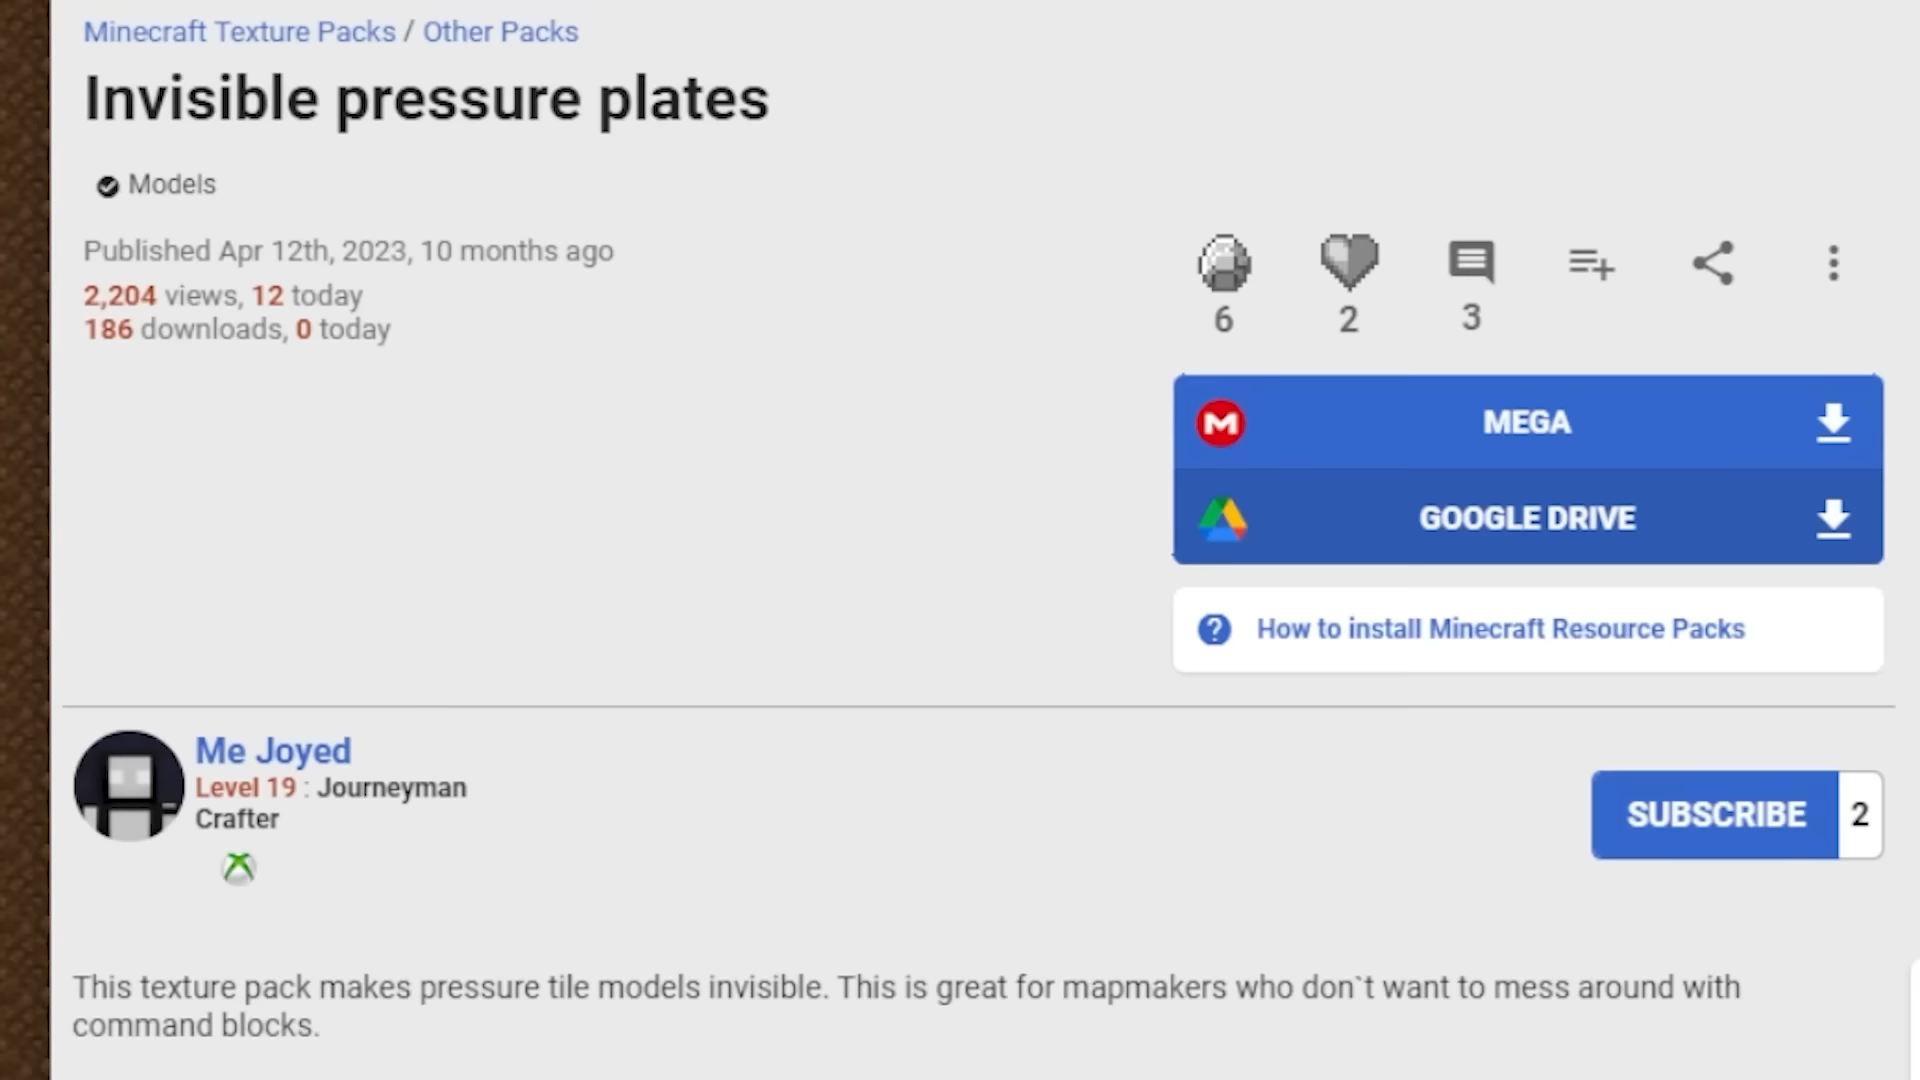 Minecraft Texture Packs / Other Packs
Invisible pressure plates
Models
Published Apr 12th, 2023, 10 months ago
2,204 views, 12 today
186 downloads, 0 today
6
2
3
M
MEGA
GOOGLE DRIVE
? How to install Minecraft Resource Packs
Me Joyed
Level 19 : Journeyman
Crafter
SUBSCRIBE 2
This texture pack makes pressure tile models invisible. This is great for mapmakers who don`t want to mess around with
command blocks.